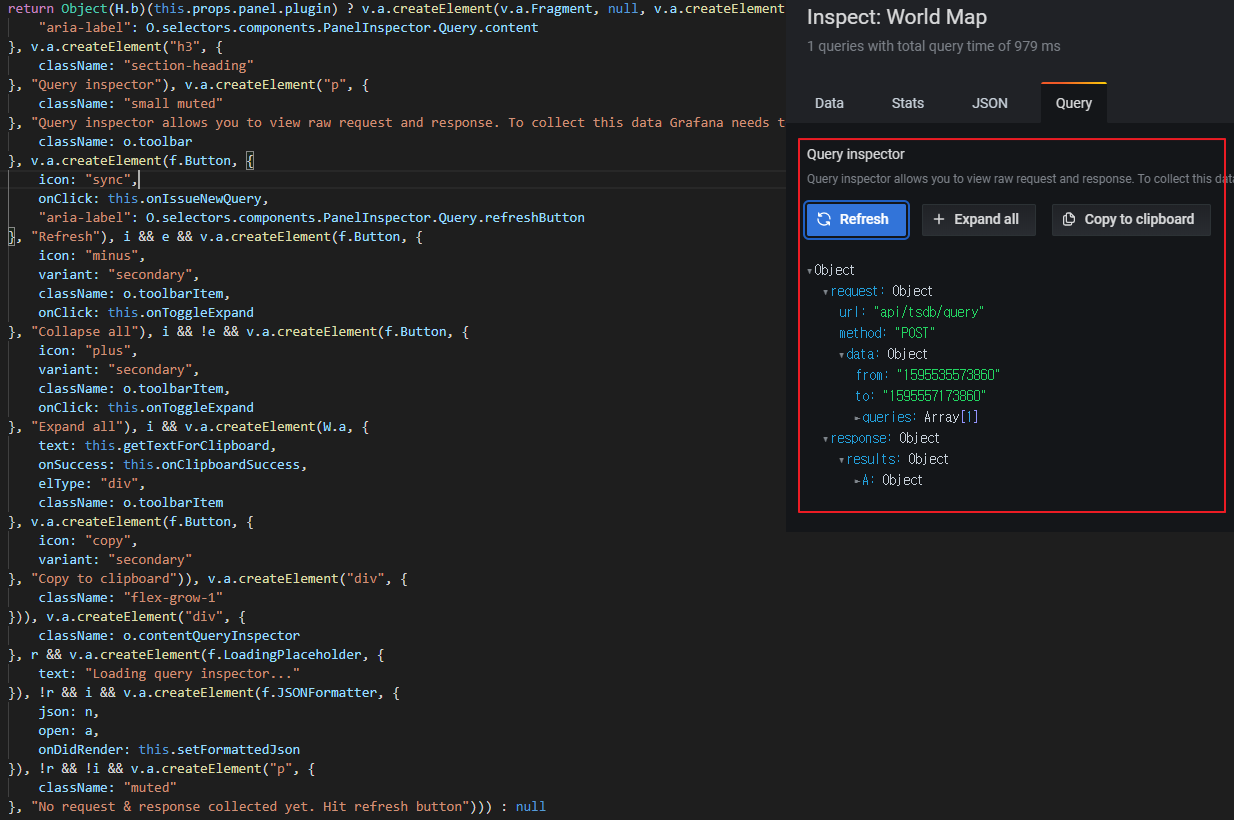 return Object(H.b)(this.props.panel.plugin) ? v.a.createElement(v.a.Fragment, null, v.a.createElement
"aria-label": O.selectors.components.PanelInspector.Query.content
}, v.a.createElement("h3", {
className: "section-heading"
}, "Query inspector"), v.a.createElement("p", {
className: "small muted"
}, "Query inspector allows you to view raw request and response. To collect this data Grafana needs t
className: o.toolbar
}, v.a.createElement(f.Button, {
icon: "sync",
onClick: this.onIssueNewQuery,
"aria-label": O.selectors.components.PanelInspector.Query.refreshButton
}, "Refresh"), i && e && v.a.createElement(f.Button, {
icon: "minus",
variant: "secondary",
className: o.toolbarItem,
onClick: this.onToggleExpand
}, "Collapse all"), i && !e && v.a.createElement(f.Button, {
icon: "plus",
variant: "secondary",
className: o.toolbarItem,
onClick: this.onToggleExpand
}, "Expand all"), i && v.a.createElement(W.a, {
text: this.getTextForClipboard,
onSuccess: this.onClipboardSuccess,
elType: "div",
className: o.toolbarItem
}, v.a.createElement(f.Button, {
icon: "copy",
variant: "secondary"
}, "Copy to clipboard")), v.a.createElement("div", {
className: "flex-grow-1"
})), v.a.createElement("div", {
className: o.contentQueryInspector
}, r && v.a.createElement(f.LoadingPlaceholder, {
text: "Loading query inspector..."
}), !r && i && v.a.createElement(f.JSONFormatter, {
json: n,
open: a,
onDidRender: this.setFormattedJson
}), !r && !i && v.a.createElement("p", {
className: "muted"
}, "No request & response collected yet. Hit refresh button"))) : null
Inspect: World Map
1 queries with total query time of 979 ms
Data Stats JSON Query
Query inspector
Query inspector allows you to view raw request and response. To collect this data
Refresh Expand all Copy to clipboard
Object
request: Object
url: "api/tsdb/query"
method: "POST"
data: Object
from: "1595535573860"
to: "1595557173860"
queries: Array[1]
response: Object
results: Object
A: Object